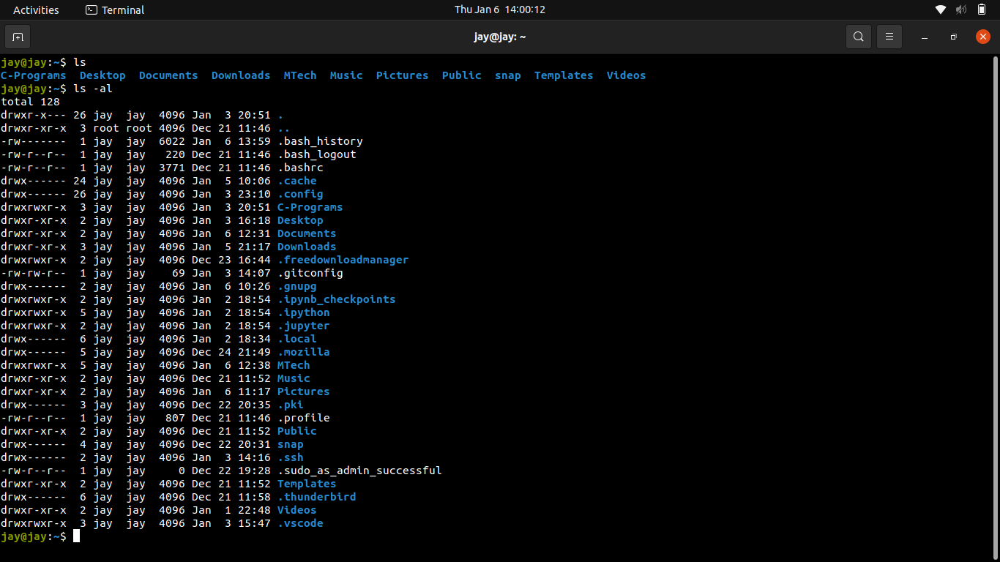 Activities Terminal Thu Jan 6 14:00:12
jay@jay: ~
jay@jay:~$ ls
C-Programs  Desktop  Documents  Downloads  MTech  Music  Pictures  Public  snap  Templates  Videos
jay@jay:~$ ls -al
total 128
drwxr-x--- 26 jay  jay  4096 Jan  3 20:51 .
drwxr-xr-x  3 root root 4096 Dec 21 11:46 ..
-rw-------  1 jay  jay  6022 Jan  6 13:59 .bash_history
-rw-r--r--  1 jay  jay   220 Dec 21 11:46 .bash_logout
-rw-r--r--  1 jay  jay  3771 Dec 21 11:46 .bashrc
drwx------ 24 jay  jay  4096 Jan  5 10:06 .cache
drwx------ 26 jay  jay  4096 Jan  3 23:10 .config
drwxrwxr-x  3 jay  jay  4096 Jan  3 20:51 C-Programs
drwxr-xr-x  2 jay  jay  4096 Jan  3 16:18 Desktop
drwxr-xr-x  2 jay  jay  4096 Jan  6 12:31 Documents
drwxr-xr-x  3 jay  jay  4096 Jan  5 21:17 Downloads
drwxrwxr-x  2 jay  jay  4096 Dec 23 16:44 .freedownloadmanager
-rw-rw-r--  1 jay  jay    69 Jan  3 14:07 .gitconfig
drwx------  2 jay  jay  4096 Jan  6 10:26 .gnupg
drwxrwxr-x  2 jay  jay  4096 Jan  2 18:54 .ipynb_checkpoints
drwxrwxr-x  5 jay  jay  4096 Jan  2 18:54 .ipython
drwxrwxr-x  2 jay  jay  4096 Jan  2 18:54 .jupyter
drwx------  6 jay  jay  4096 Jan  2 18:34 .local
drwx------  5 jay  jay  4096 Dec 24 21:49 .mozilla
drwxrwxr-x  5 jay  jay  4096 Jan  6 12:38 MTech
drwxr-xr-x  2 jay  jay  4096 Dec 21 11:52 Music
drwxr-xr-x  2 jay  jay  4096 Jan  6 11:17 Pictures
drwx------  3 jay  jay  4096 Dec 22 20:35 .pki
-rw-r--r--  1 jay  jay   807 Dec 21 11:46 .profile
drwxr-xr-x  2 jay  jay  4096 Dec 21 11:52 Public
drwx------  4 jay  jay  4096 Dec 22 20:31 snap
drwx------  2 jay  jay  4096 Jan  3 14:16 .ssh
-rw-r--r--  1 jay  jay     0 Dec 22 19:28 .sudo_as_admin_successful
drwxr-xr-x  2 jay  jay  4096 Dec 21 11:52 Templates
drwx------  6 jay  jay  4096 Dec 21 11:58 .thunderbird
drwxr-xr-x  2 jay  jay  4096 Jan  1 22:48 Videos
drwxrwxr-x  3 jay  jay  4096 Jan  3 15:47 .vscode
jay@jay:~$